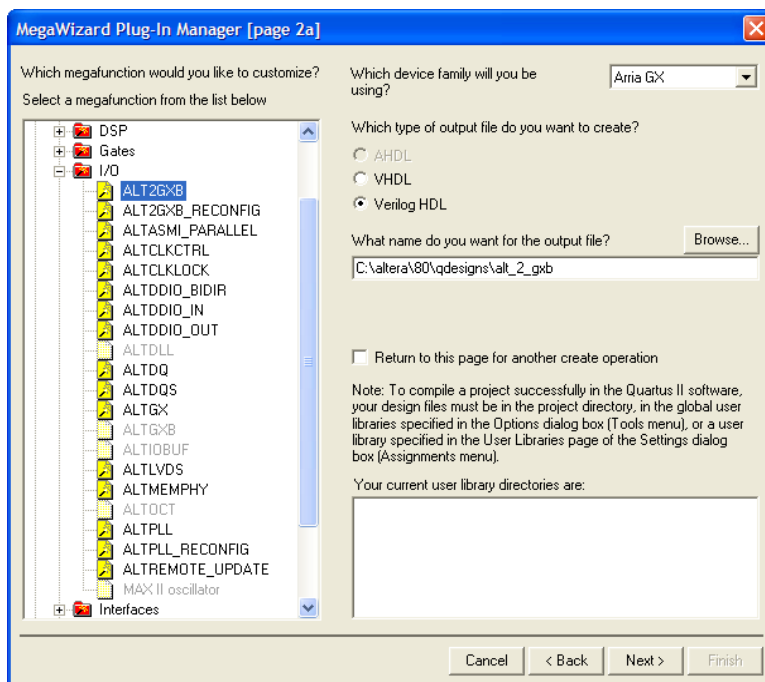 MegaWizard Plug-In Manager [page 2a]
Which megafunction would you like to customize?
Select a megafunction from the list below
DSP
Gates
I/O
ALT2GXB
ALT2GXB_RECONFIG
ALTASMI_PARALLEL
ALTCLKCTRL
ALTCLKLOCK
ALTDDIO_BIDIR
ALTDDIO_IN
ALTDDIO_OUT
ALTDLL
ALTDQ
ALTDQS
ALTGX
ALTGXB
ALTIOBUF
ALTLVDS
ALTMEMPHY
ALTOCT
ALTPLL
ALTPLL_RECONFIG
ALTREMOTE_UPDATE
MAX II oscillator
Interfaces
Which device family will you be
using?
Arria GX
Which type of output file do you want to create?
AHDL
VHDL
Verilog HDL
What name do you want for the output file?
Browse...
C:\altera\80\qdesigns\alt_2_gxb
Return to this page for another create operation
Note: To compile a project successfully in the Quartus II software,
your design files must be in the project directory, in the global user
libraries specified in the Options dialog box (Tools menu), or a user
library specified in the User Libraries page of the Settings dialog
box (Assignments menu).
Your current user library directories are:
Cancel
< Back
Next >
Finish